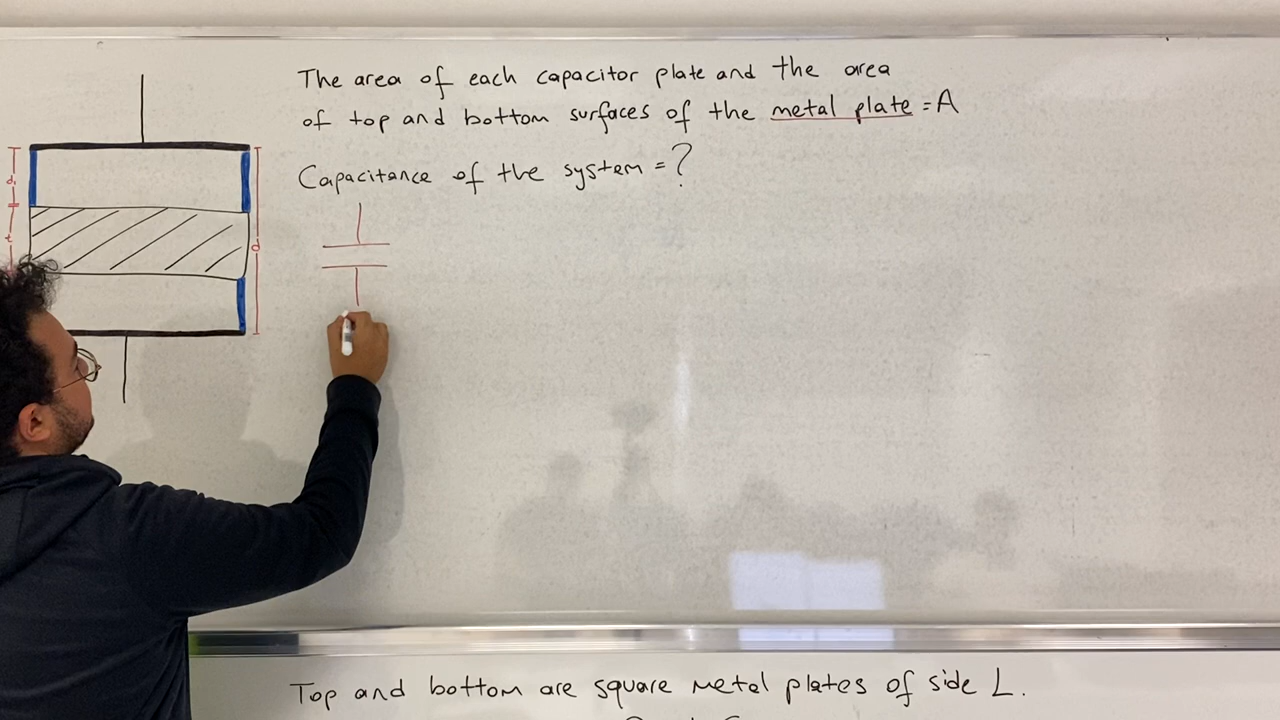 The area of each capacitor plate and the area
of top and bottom surfaces of the metal plate = A
Capacitance of the system = ?
d₁
t
d
Top and bottom are square metal plates of side L.